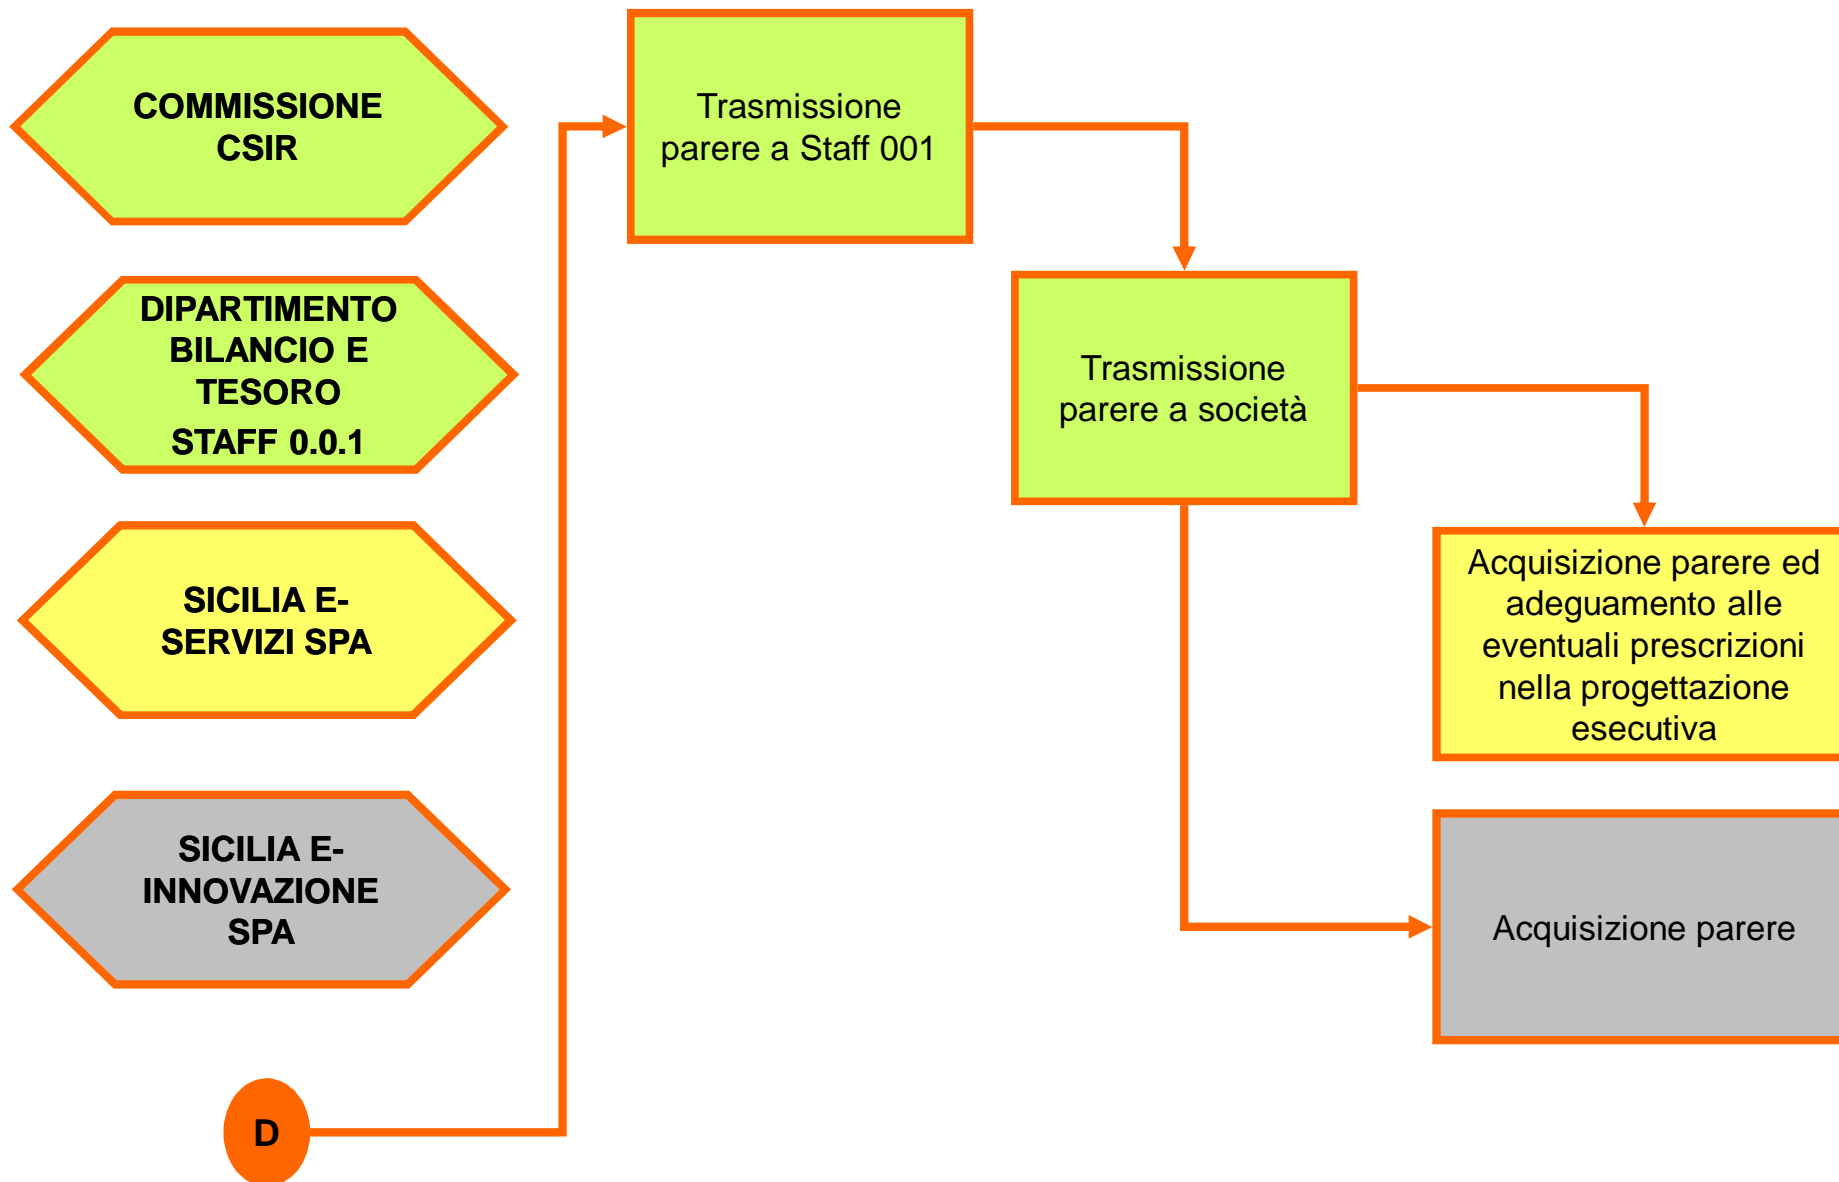 COMMISSIONE
CSIR
Trasmissione
parere a Staff 001
DIPARTIMENTO
BILANCIO E
TESORO
STAFF 0.0.1
Trasmissione
parere a società
SICILIA E-
SERVIZI SPA
Acquisizione parere ed
adeguamento alle
eventuali prescrizioni
nella progettazione
esecutiva
SICILIA E-
INNOVAZIONE
SPA
Acquisizione parere
D